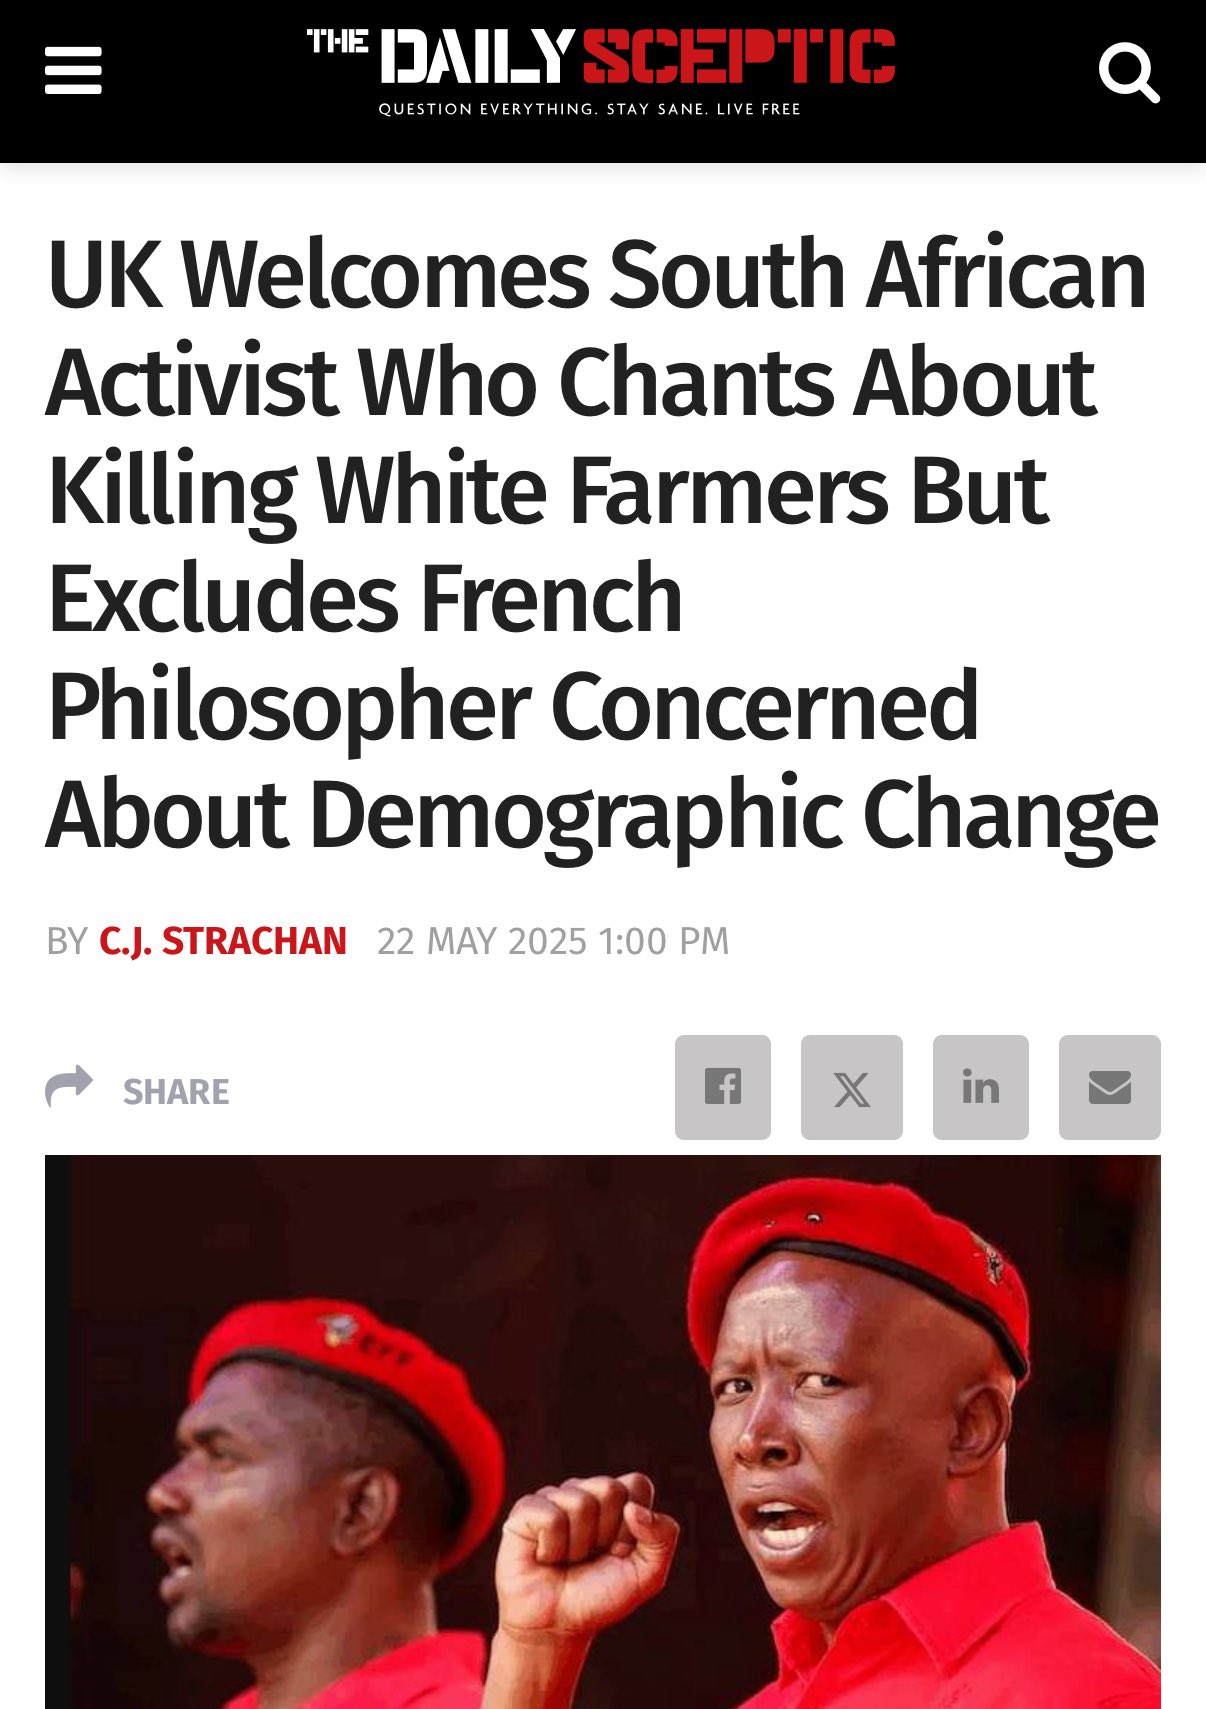 THE DAILY SCEPTIC
QUESTION EVERYTHING. STAY SANE. LIVE FREE
UK Welcomes South African
Activist Who Chants About
Killing White Farmers But
Excludes French
Philosopher Concerned
About Demographic Change
BY C.J. STRACHAN 22 MAY 2025 1:00 PM
SHARE
EFF